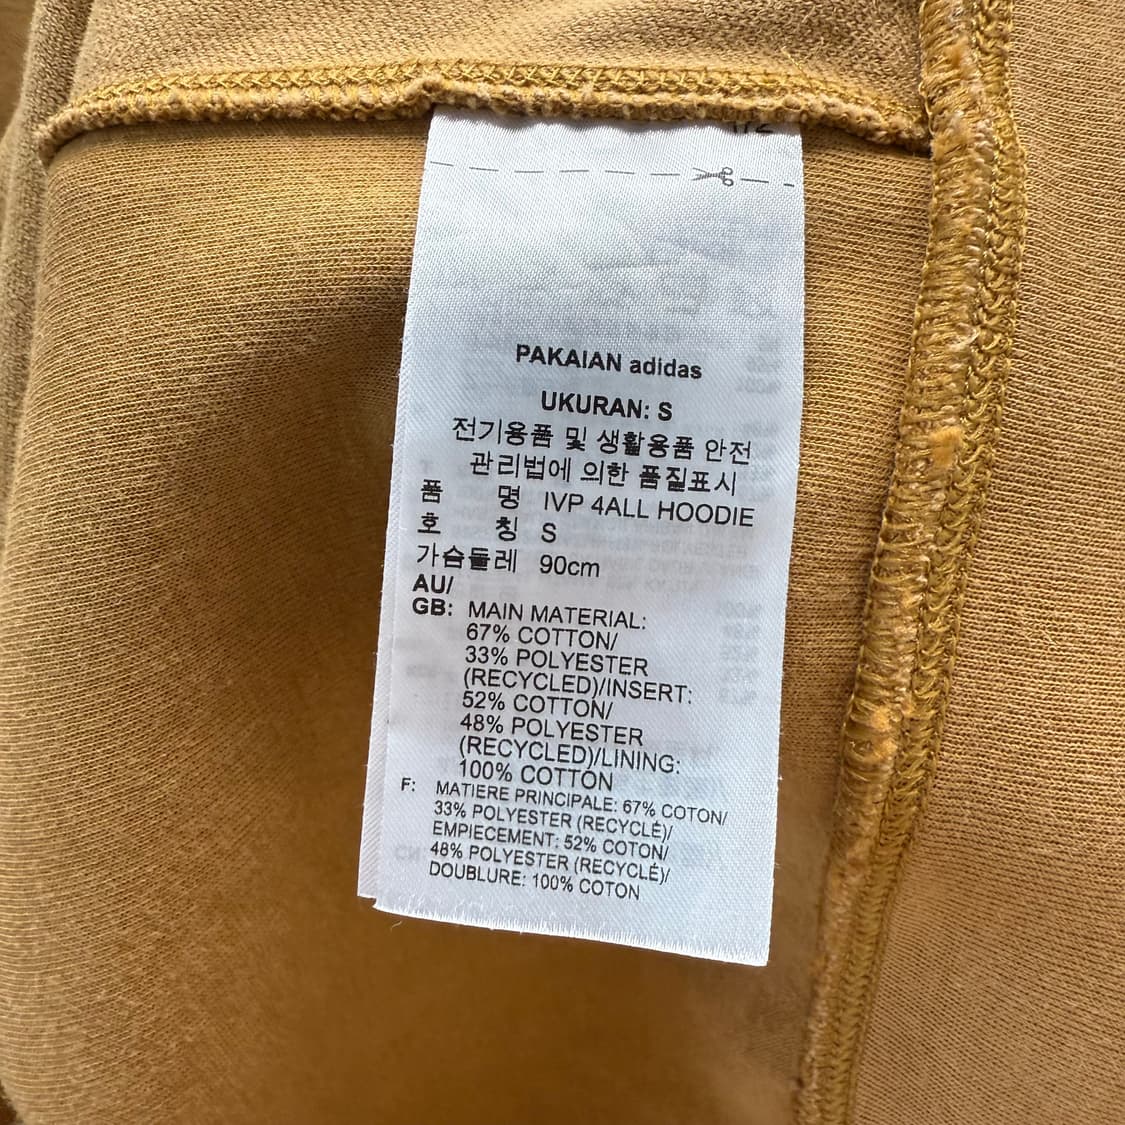 PAKAIAN adidas
UKURAN: S
전기용품 및 생활용품 안전
관리법에 의한 품질표시
품 명 IVP 4ALL HOODIE
호 칭 S
가슴둘레 90cm
AU/
GB: MAIN MATERIAL:
67% COTTON/
33% POLYESTER
(RECYCLED)/INSERT:
52% COTTON/
48% POLYESTER
(RECYCLED)/LINING:
100% COTTON
F: MATIERE PRINCIPALE: 67% COTON/
33% POLYESTER (RECYCLÉ)/
EMPIECEMENT: 52% COTON/
48% POLYESTER (RECYCLÉ)/
DOUBLURE: 100% COTON